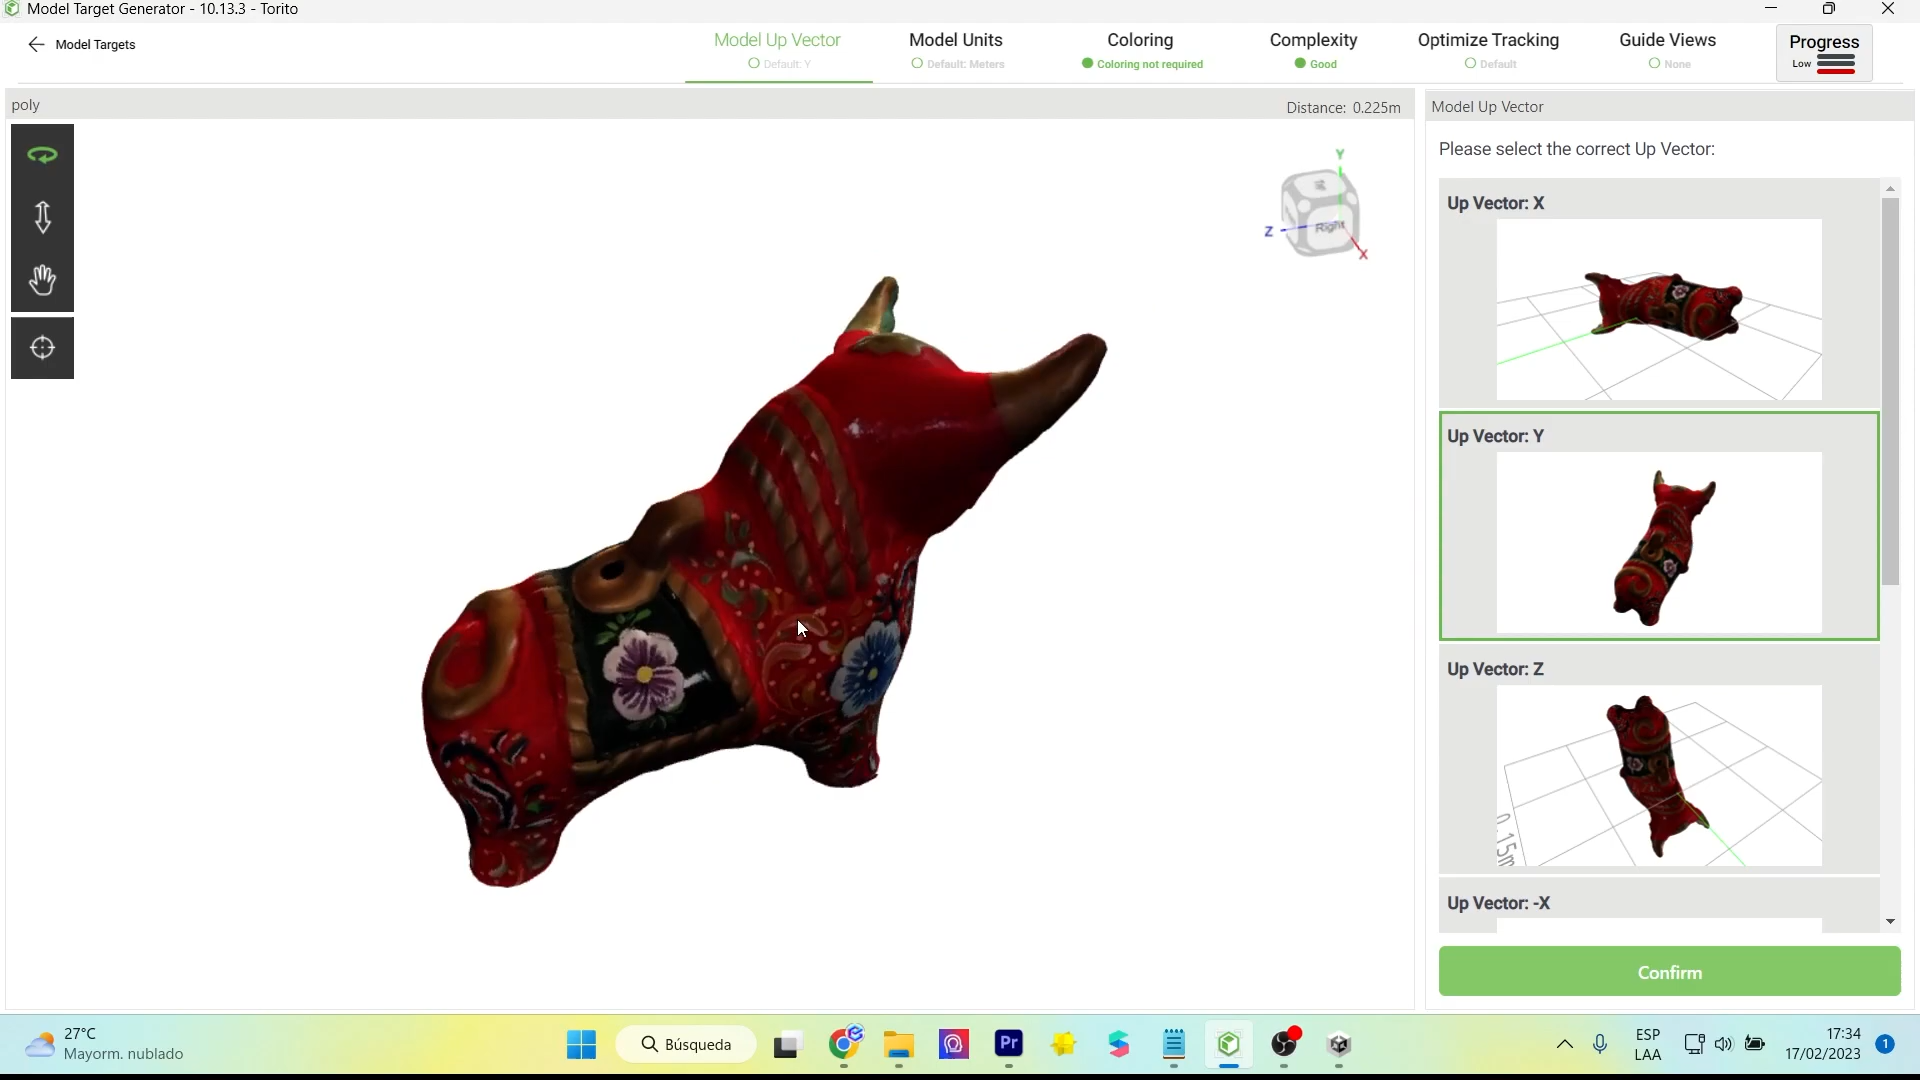 Model Target Generator - 10.13.3 - Torito
Model Targets
Model Up Vector
Default: Y
Model Units
Default: Meters
Coloring
Coloring not required
Complexity
Good
Optimize Tracking
Default
Guide Views
None
Progress
Low
poly
Distance: 0.225m
Y
Z
X
Right
Model Up Vector
Please select the correct Up Vector:
Up Vector: X
Up Vector: Y
Up Vector: Z
0.15m
Up Vector: -X
Confirm
27°C
Mayorm. nublado
Búsqueda
Pr
ESP
LAA
17:34
17/02/2023
1